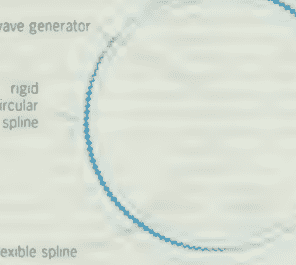 wave generator
rigid
ircular
spline
exible spline